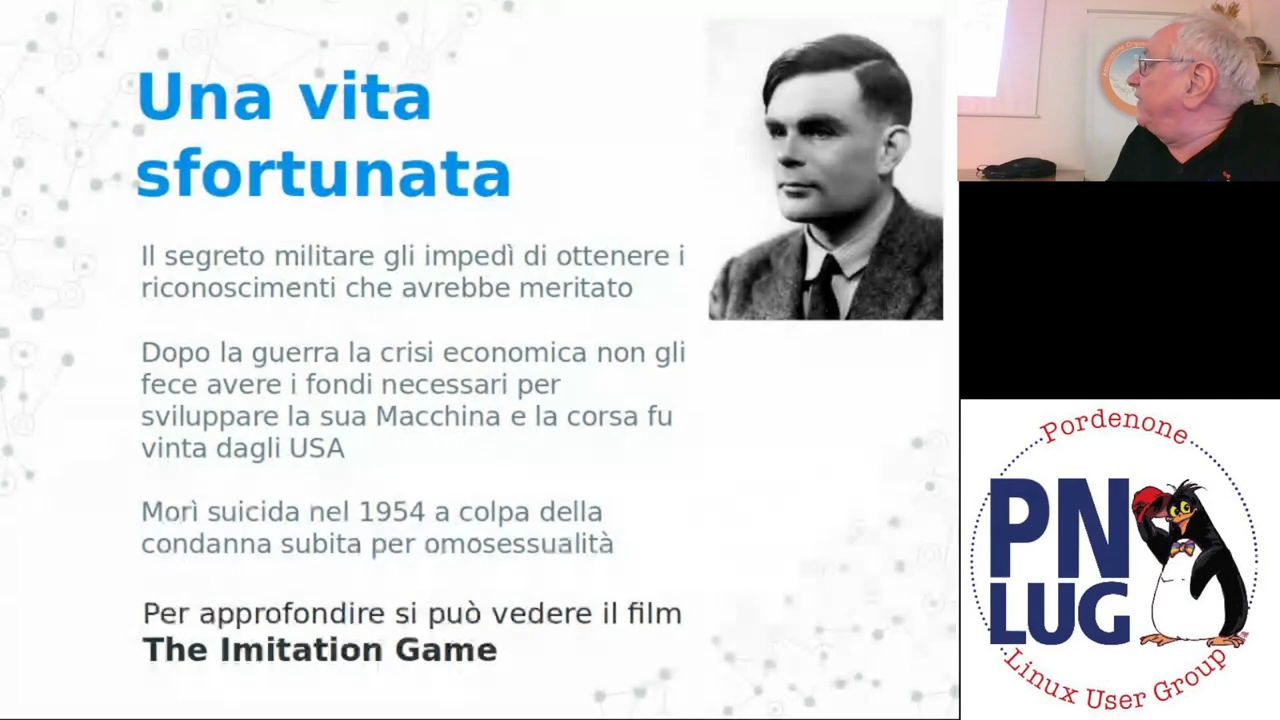 Una vita
sfortunata
Il segreto militare gli impedì di ottenere i
riconoscimenti che avrebbe meritato
Dopo la guerra la crisi economica non gli
fece avere i fondi necessari per
sviluppare la sua Macchina e la corsa fu
vinta dagli USA
Morì suicida nel 1954 a colpa della
condanna subita per omosessualità
Per approfondire si può vedere il film
The Imitation Game
Pordenone
PN
LUG
Linux User Group